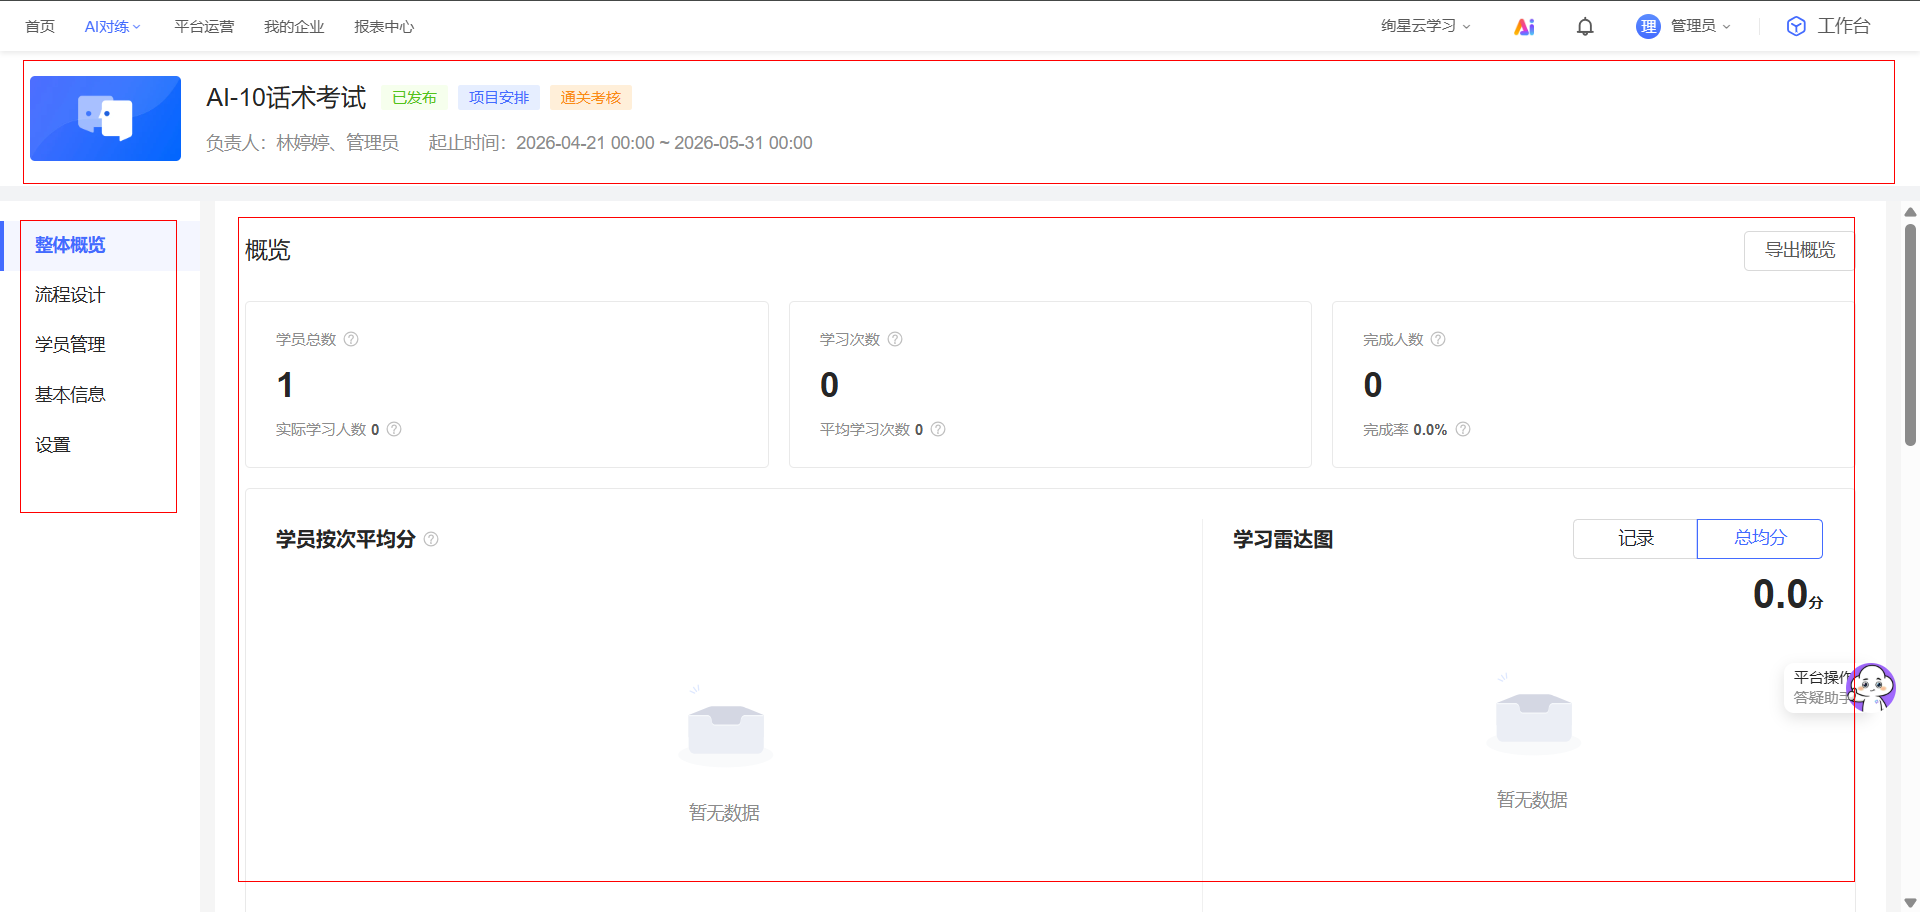 首页 AI对练 平台运营 我的企业 报表中心 绚星云学习 Ai 理 管理员 工作台
AI-10话术考试 已发布 项目安排 通关考核
负责人：林婷婷、管理员 起止时间：2026-04-21 00:00 ~ 2026-05-31 00:00
整体概览
流程设计
学员管理
基本信息
设置
概览 导出概览
学员总数 ?
1
实际学习人数 0 ?
学习次数 ?
0
平均学习次数 0 ?
完成人数 ?
0
完成率 0.0% ?
学员按次平均分 ?
暂无数据
学习雷达图 记录 总均分
0.0分
暂无数据
平台操作
答疑助手